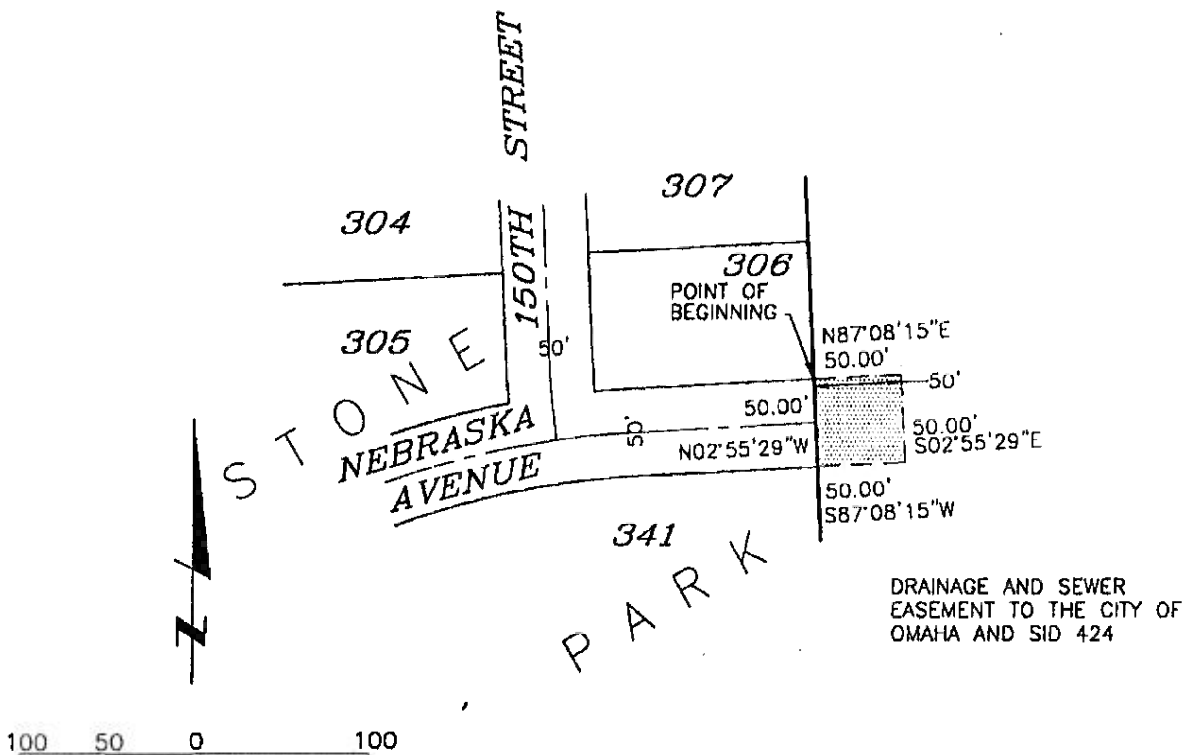 150TH STREET
307
304
306
POINT OF
BEGINNING
N87°08'15"E
50.00'
305
50'
50'
STONE
50.00'
50'
50.00'
S02°55'29"E
NEBRASKA
AVENUE
N02°55'29"W
50.00'
S87°08'15"W
341
PARK
DRAINAGE AND SEWER
EASEMENT TO THE CITY OF
OMAHA AND SID 424
N
100 50 0 100